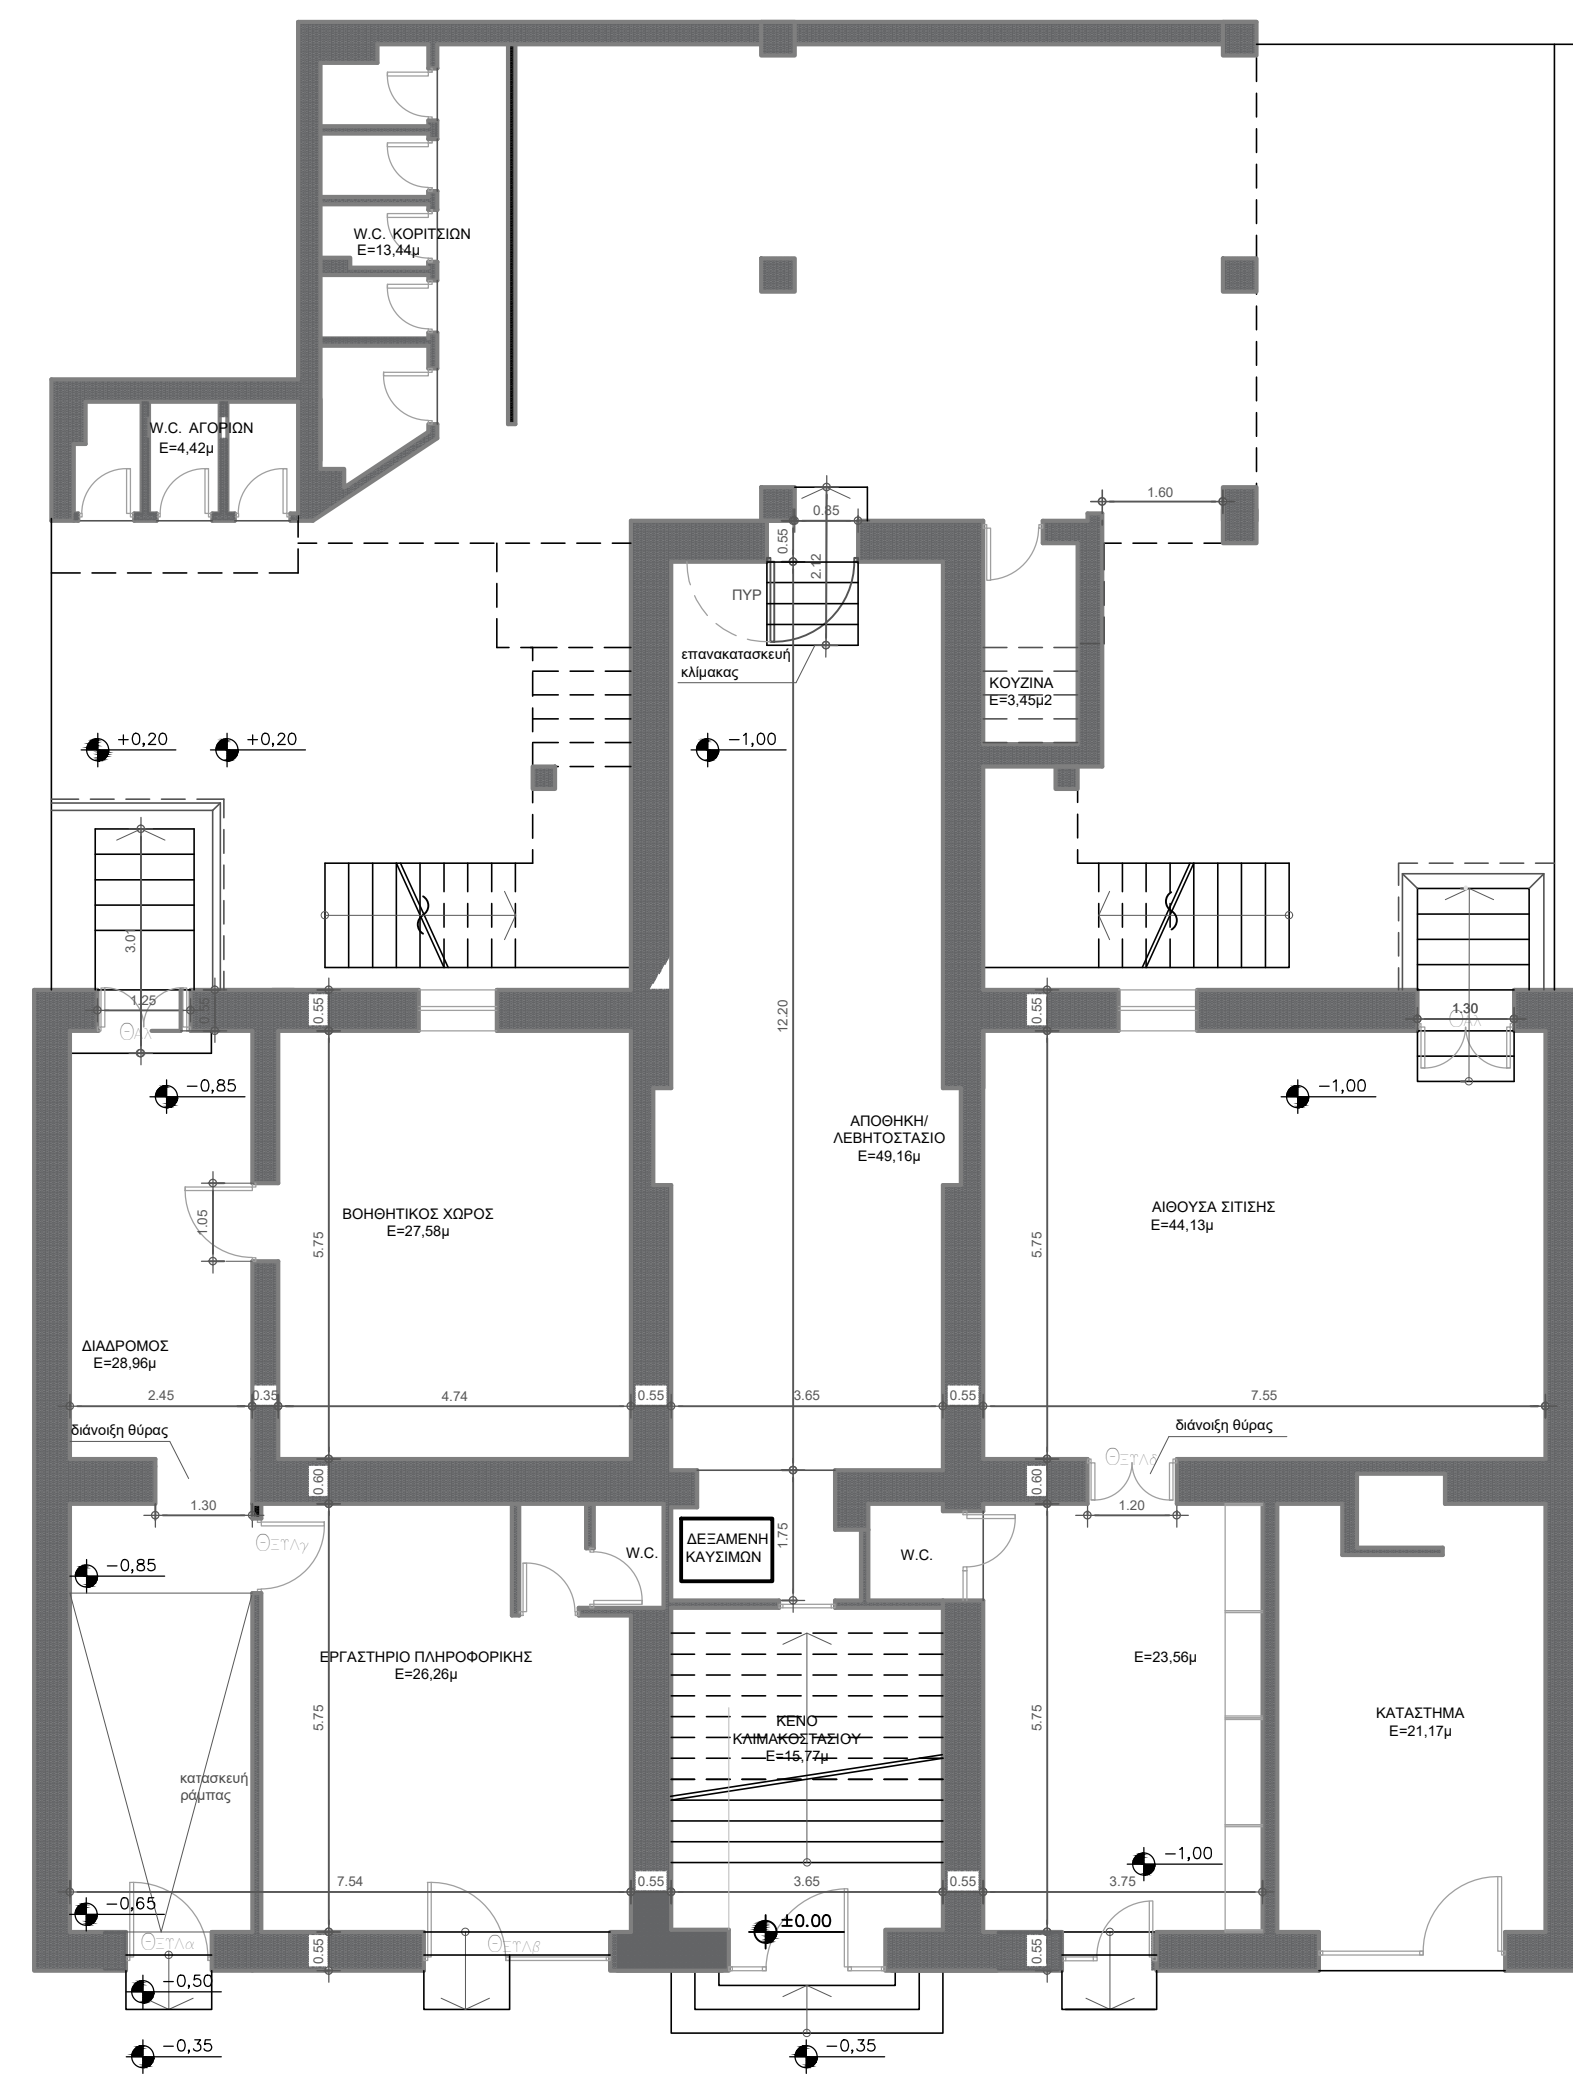 W.C. ΚΟΡΙΤΣΙΩΝ
E=13,44μ
W.C. ΑΓΟΡΙΩΝ
E=4,42μ
1.60
0.85
0.55
2.12
ΠΥΡ
επανακατασκευή
κλίμακας
ΚΟΥΖΙΝΑ
E=3,45μ2
+0,20
+0,20
−1,00
3.01
1.25
0.55
ΘΑΧ
0.55
12.20
0.55
1.30
ΘΑΧ
−0,85
−1,00
ΑΠΟΘΗΚΗ/
ΛΕΒΗΤΟΣΤΑΣΙΟ
E=49,16μ
1.05
ΒΟΗΘΗΤΙΚΟΣ ΧΩΡΟΣ
E=27,58μ
5.75
5.75
ΑΙΘΟΥΣΑ ΣΙΤΙΣΗΣ
E=44,13μ
ΔΙΑΔΡΟΜΟΣ
E=28,96μ
2.45
0.35
4.74
0.55
3.65
0.55
7.55
διάνοιξη θύρας
διάνοιξη θύρας
0.60
0.60
ΘΞΥΛδ
1.30
1.20
ΘΞΥΛγ
W.C.
ΔΕΞΑΜΕΝΗ
ΚΑΥΣΙΜΩΝ
1.75
W.C.
−0,85
ΕΡΓΑΣΤΗΡΙΟ ΠΛΗΡΟΦΟΡΙΚΗΣ
E=26,26μ
E=23,56μ
5.75
5.75
ΚΕΝΟ
ΚΛΙΜΑΚΟΣΤΑΣΙΟΥ
E=15,77μ
ΚΑΤΑΣΤΗΜΑ
E=21,17μ
κατασκευή
ράμπας
−1,00
7.54
0.55
3.65
0.55
3.75
−0,65
±0.00
ΘΞΥΛα
ΘΞΥΛβ
0.55
0.55
−0,50
−0,35
−0,35